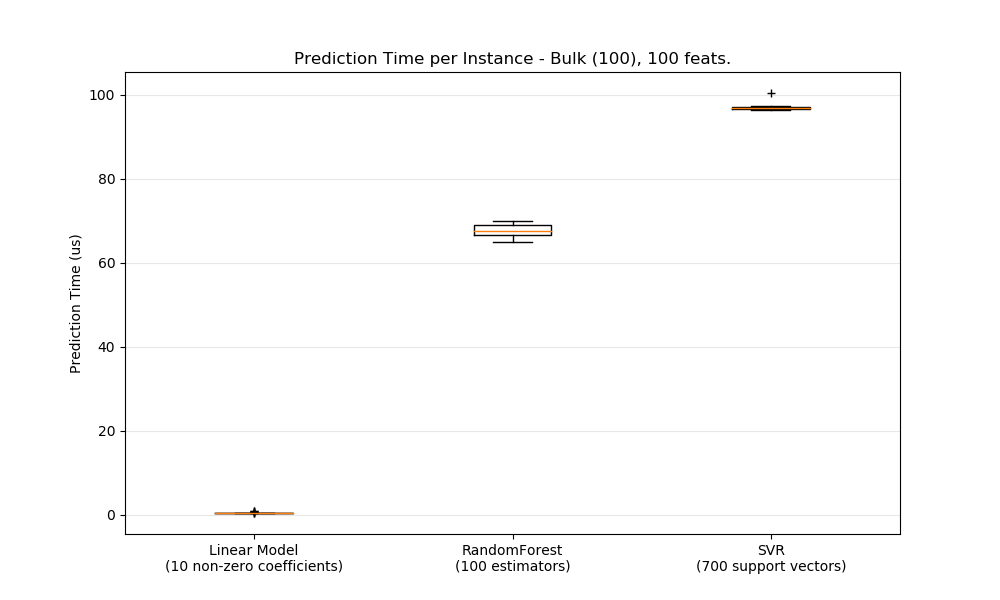 Prediction Time per Instance - Bulk (100), 100 feats.
Prediction Time (us)
100
80
60
40
20
0
Linear Model
(10 non-zero coefficients)
RandomForest
(100 estimators)
SVR
(700 support vectors)